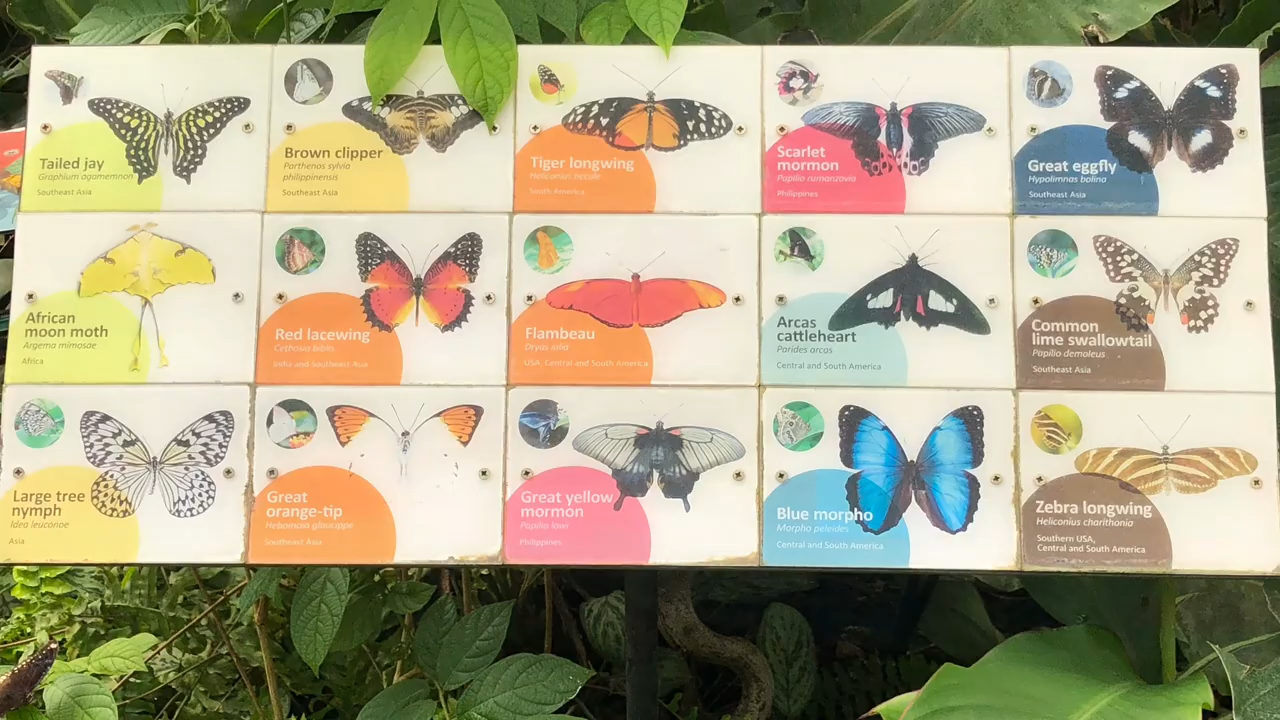 Tailed jay
Graphium agamemnon
Southeast Asia
Brown clipper
Parthenos sylvia
philippinensis
Southeast Asia
Tiger longwing
Heliconius hecale
South America
Scarlet
mormon
Papilio rumanzovia
Philippines
Great eggfly
Hypolimnas bolina
Southeast Asia
African
moon moth
Argema mimosae
Africa
Red lacewing
Cethosia biblis
India and Southeast Asia
Flambeau
Dryas iulia
USA, Central and South America
Arcas
cattleheart
Parides arcas
Central and South America
Common
lime swallowtail
Papilio demoleus
Southeast Asia
Large tree
nymph
Idea leuconoe
Asia
Great
orange-tip
Hebomoia glaucippe
Southeast Asia
Great yellow
mormon
Papilio lowi
Philippines
Blue morpho
Morpho peleides
Central and South America
Zebra longwing
Heliconius charithonia
Southern USA,
Central and South America